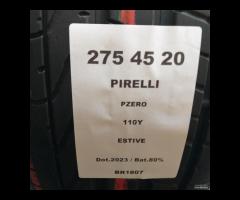 275 45 20
PIRELLI
PZERO
110Y
ESTIVE
Dot.2023 / Bat.80%
BR1807